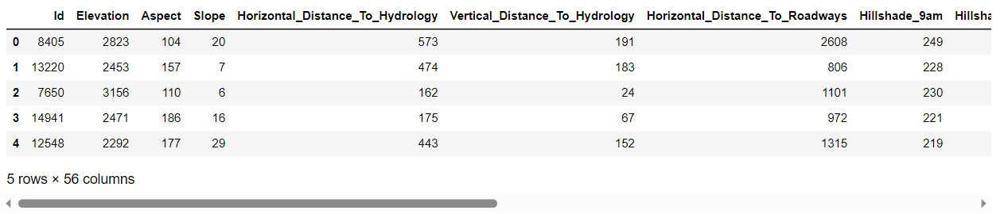 Id Elevation Aspect Slope Horizontal_Distance_To_Hydrology Vertical_Distance_To_Hydrology Horizontal_Distance_To_Roadways Hillshade_9am Hillsha
0 8405 2823 104 20 573 191 2608 249
1 13220 2453 157 7 474 183 806 228
2 7650 3156 110 6 162 24 1101 230
3 14941 2471 186 16 175 67 972 221
4 12548 2292 177 29 443 152 1315 219
5 rows × 56 columns